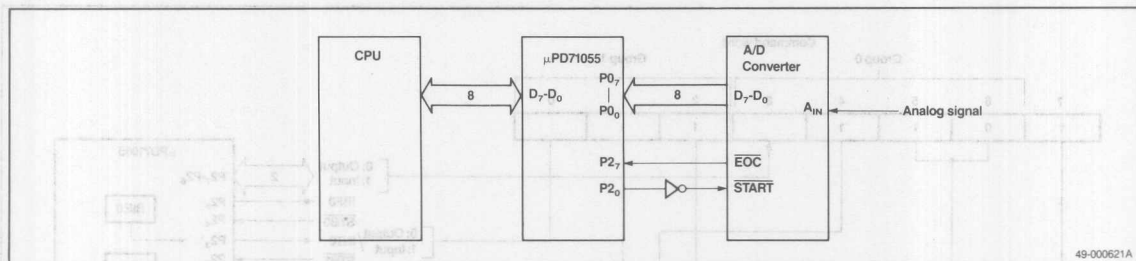 CPU
μPD71055
A/D
Converter
P0₇
P0₀
D₇-D₀
8
8
D₇-D₀
A_IN
Analog signal
P2₇
EOC
P2₀
START
49-000621A